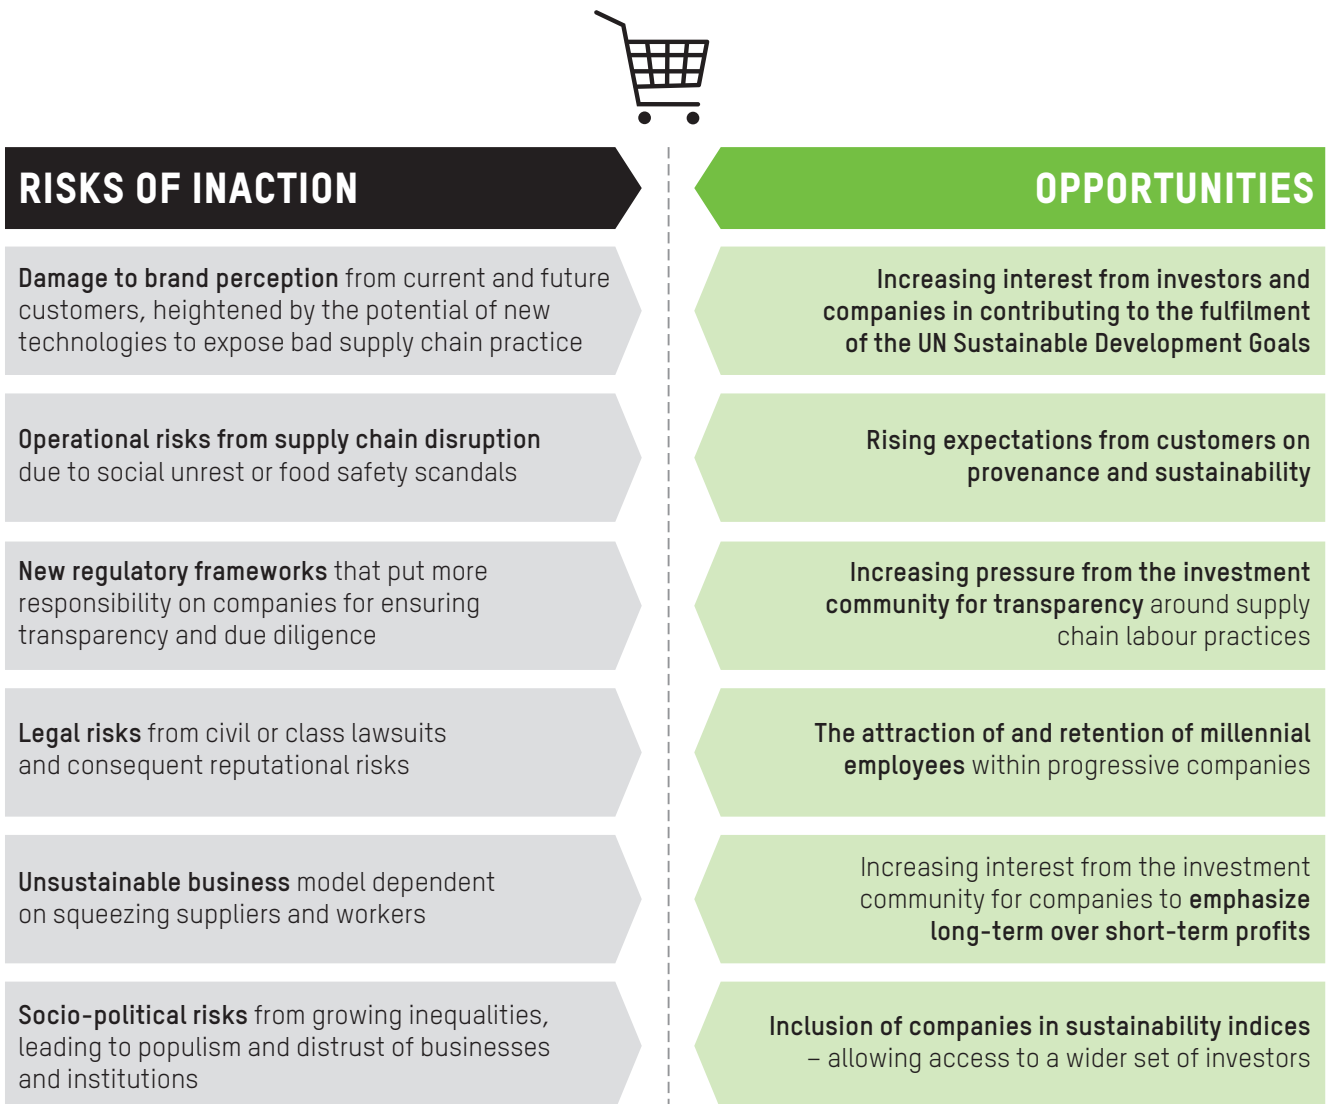 RISKS OF INACTION
Damage to brand perception from current and future
customers, heightened by the potential of new
technologies to expose bad supply chain practice
Operational risks from supply chain disruption
due to social unrest or food safety scandals
New regulatory frameworks that put more
responsibility on companies for ensuring
transparency and due diligence
Legal risks from civil or class lawsuits
and consequent reputational risks
Unsustainable business model dependent
on squeezing suppliers and workers
Socio-political risks from growing inequalities,
leading to populism and distrust of businesses
and institutions
OPPORTUNITIES
Increasing interest from investors and
companies in contributing to the fulfilment
of the UN Sustainable Development Goals
Rising expectations from customers on
provenance and sustainability
Increasing pressure from the investment
community for transparency around supply
chain labour practices
The attraction of and retention of millennial
employees within progressive companies
Increasing interest from the investment
community for companies to emphasize
long-term over short-term profits
Inclusion of companies in sustainability indices
– allowing access to a wider set of investors